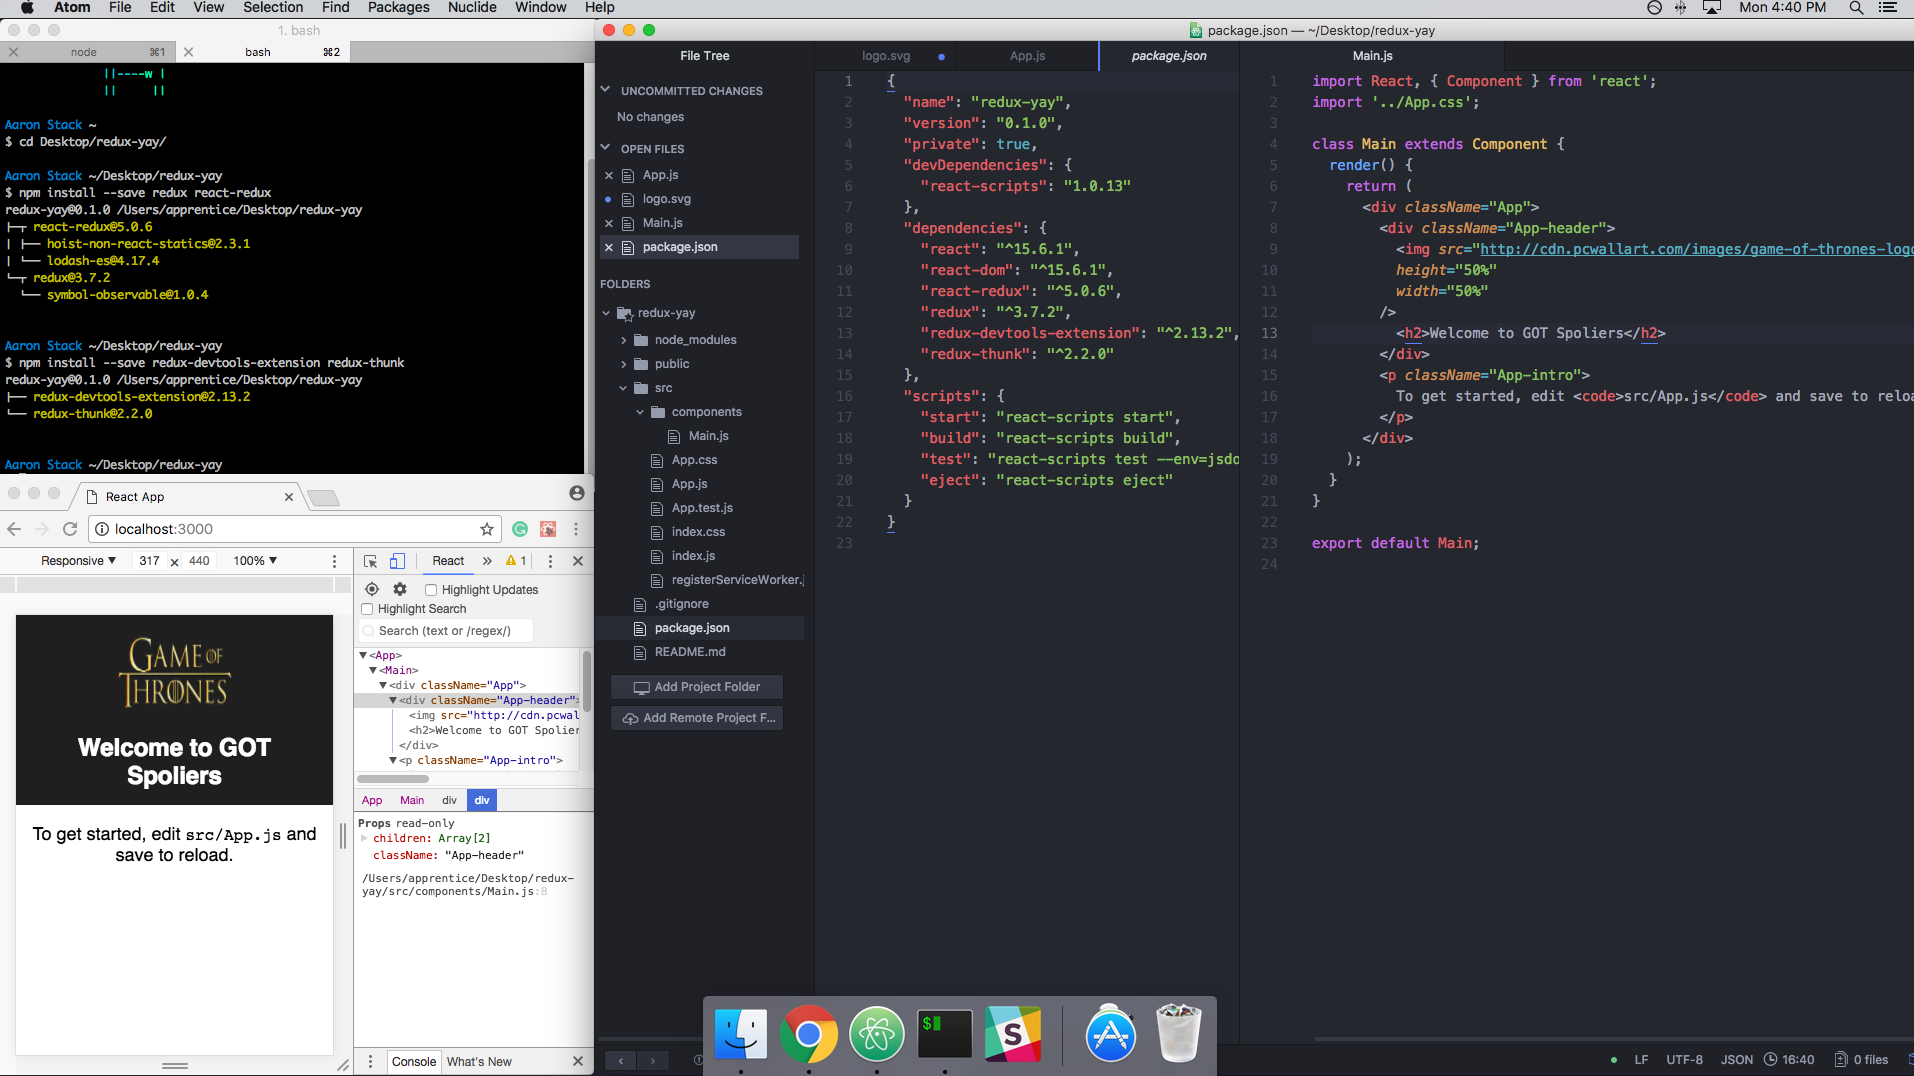 Atom File Edit View Selection Find Packages Nuclide Window Help
Mon 4:40 PM
1. bash
node ⌘1
bash ⌘2
||----w |
|| ||
Aaron Stack ~
$ cd Desktop/redux-yay/
Aaron Stack ~/Desktop/redux-yay
$ npm install --save redux react-redux
redux-yay@0.1.0 /Users/apprentice/Desktop/redux-yay
├─┬ react-redux@5.0.6
│ ├── hoist-non-react-statics@2.3.1
│ └── lodash-es@4.17.4
└─┬ redux@3.7.2
└── symbol-observable@1.0.4
Aaron Stack ~/Desktop/redux-yay
$ npm install --save redux-devtools-extension redux-thunk
redux-yay@0.1.0 /Users/apprentice/Desktop/redux-yay
├── redux-devtools-extension@2.13.2
└── redux-thunk@2.2.0
Aaron Stack ~/Desktop/redux-yay
React App
localhost:3000
Responsive ▼ 317 x 440 100% ▼
GAME OF
THRONES
Welcome to GOT
Spoliers
To get started, edit src/App.js and
save to reload.
React » 1
Highlight Updates
Highlight Search
Search (text or /regex/)
▼<App>
▼<Main>
▼<div className="App">
▼<div className="App-header">
<img src="http://cdn.pcwal
<h2>Welcome to GOT Spolier
</div>
▼<p className="App-intro">
App Main div div
Props read-only
children: Array[2]
className: "App-header"
/Users/apprentice/Desktop/redux-
yay/src/components/Main.js:8
Console What's New
package.json — ~/Desktop/redux-yay
File Tree
UNCOMMITTED CHANGES
No changes
OPEN FILES
App.js
logo.svg
Main.js
package.json
FOLDERS
redux-yay
node_modules
public
src
components
Main.js
App.css
App.js
App.test.js
index.css
index.js
registerServiceWorker.j
.gitignore
package.json
README.md
Add Project Folder
Add Remote Project F...
logo.svg App.js package.json
1 {
2 "name": "redux-yay",
3 "version": "0.1.0",
4 "private": true,
5 "devDependencies": {
6 "react-scripts": "1.0.13"
7 },
8 "dependencies": {
9 "react": "^15.6.1",
10 "react-dom": "^15.6.1",
11 "react-redux": "^5.0.6",
12 "redux": "^3.7.2",
13 "redux-devtools-extension": "^2.13.2",
14 "redux-thunk": "^2.2.0"
15 },
16 "scripts": {
17 "start": "react-scripts start",
18 "build": "react-scripts build",
19 "test": "react-scripts test --env=jsdo
20 "eject": "react-scripts eject"
21 }
22 }
23
Main.js
1 import React, { Component } from 'react';
2 import '../App.css';
3
4 class Main extends Component {
5 render() {
6 return (
7 <div className="App">
8 <div className="App-header">
9 <img src="http://cdn.pcwallart.com/images/game-of-thrones-logo
10 height="50%"
11 width="50%"
12 />
13 <h2>Welcome to GOT Spoliers</h2>
14 </div>
15 <p className="App-intro">
16 To get started, edit <code>src/App.js</code> and save to reloa
17 </p>
18 </div>
19 );
20 }
21 }
22
23 export default Main;
24
$
S
LF UTF-8 JSON 16:40 0 files